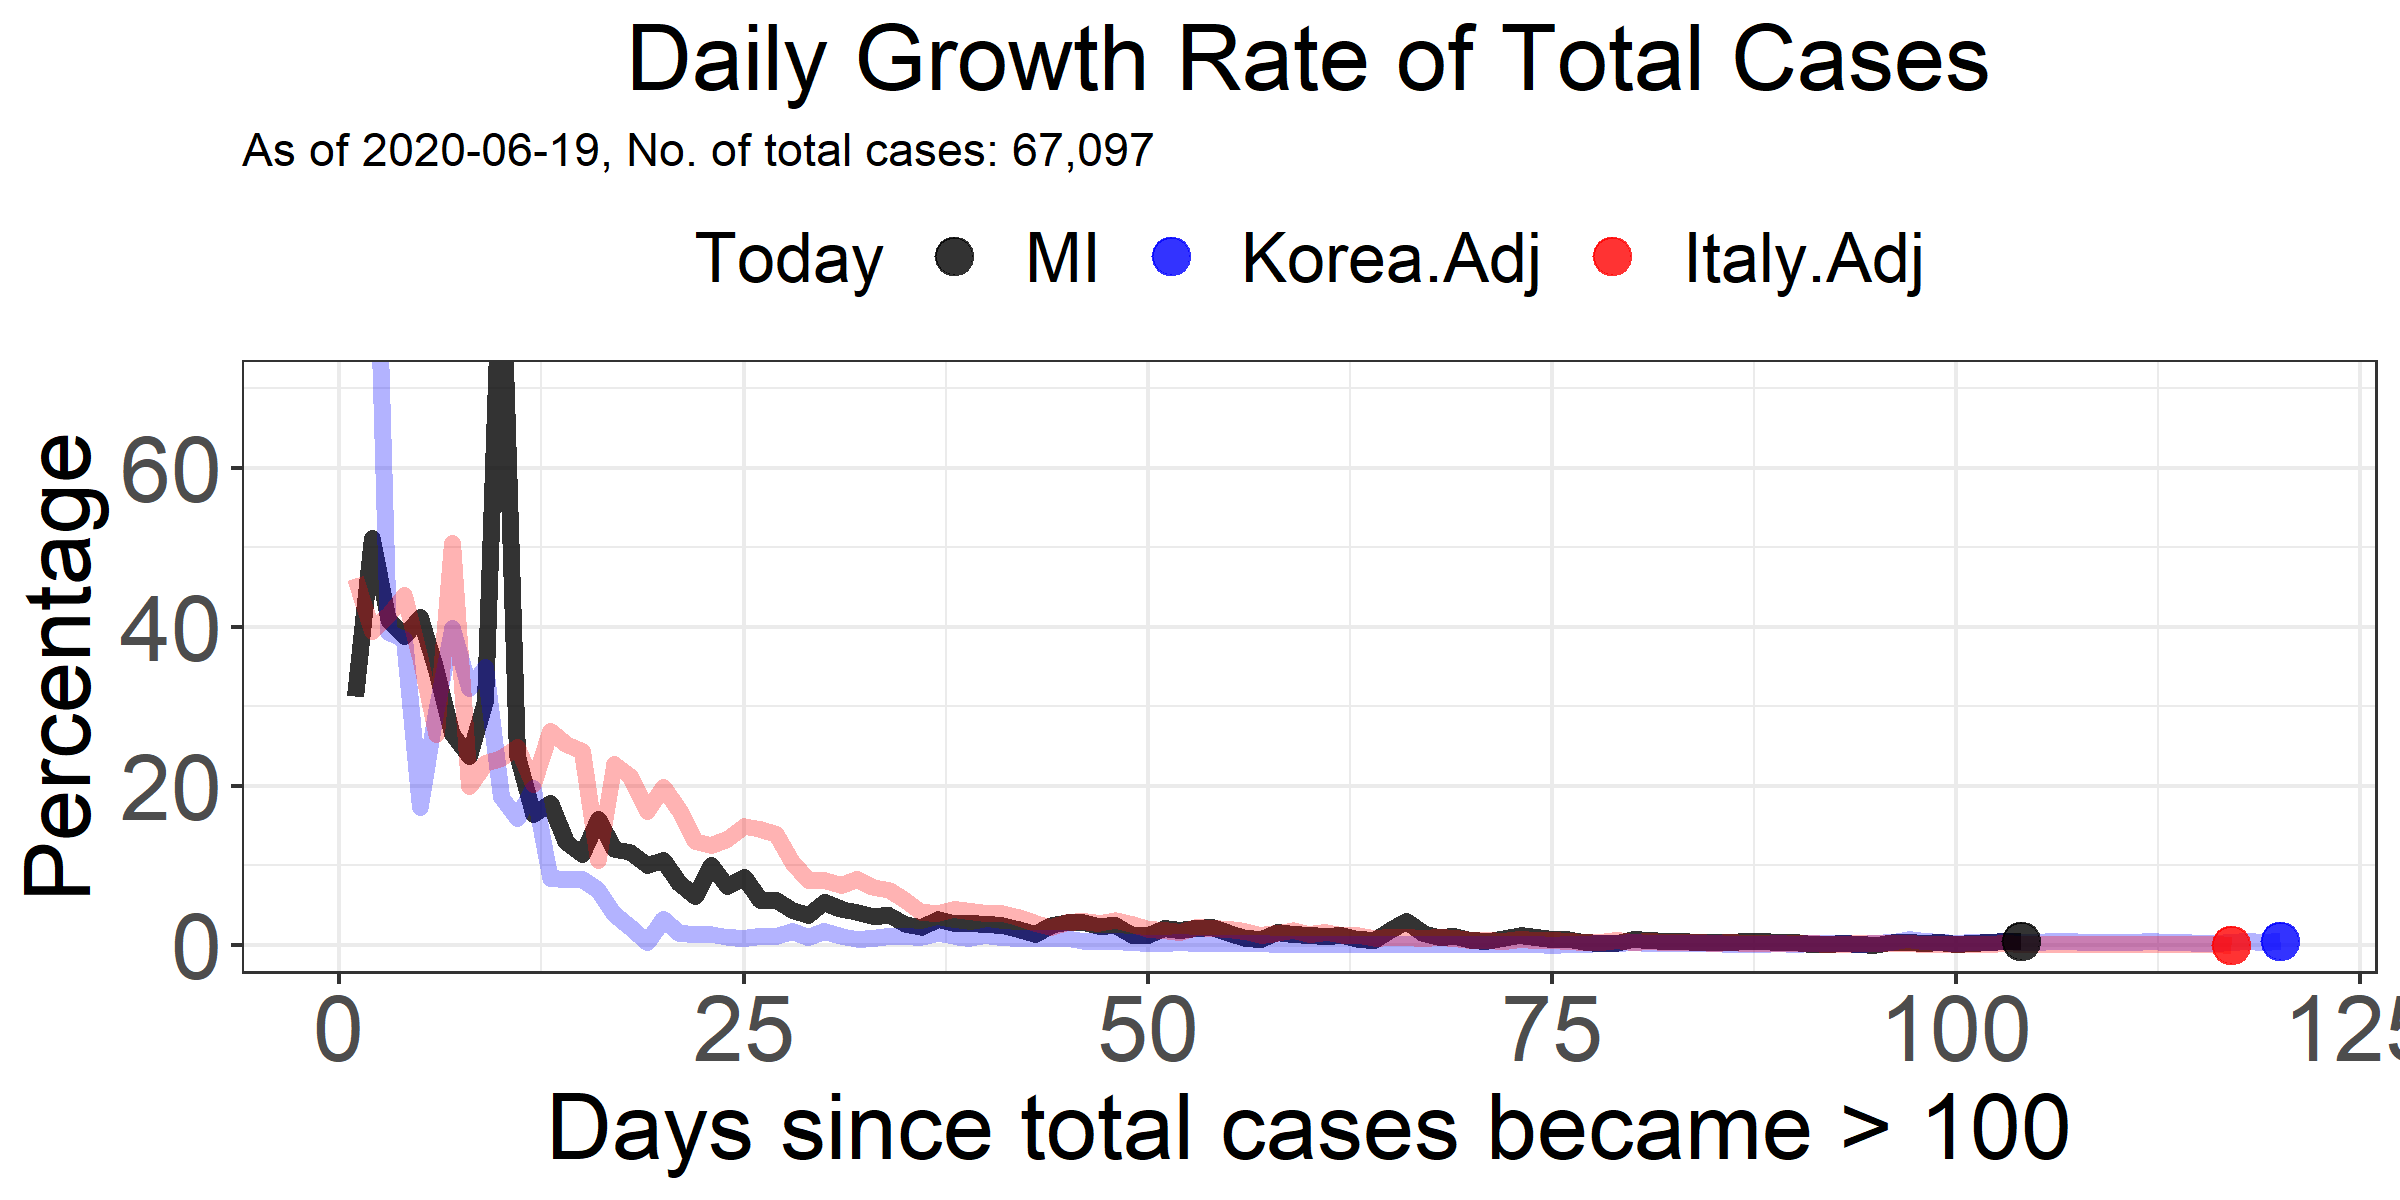 Daily Growth Rate of Total Cases
As of 2020-06-19, No. of total cases: 67,097
Today MI Korea.Adj Italy.Adj
Percentage
60
40
20
0
0 25 50 75 100 125
Days since total cases became > 100